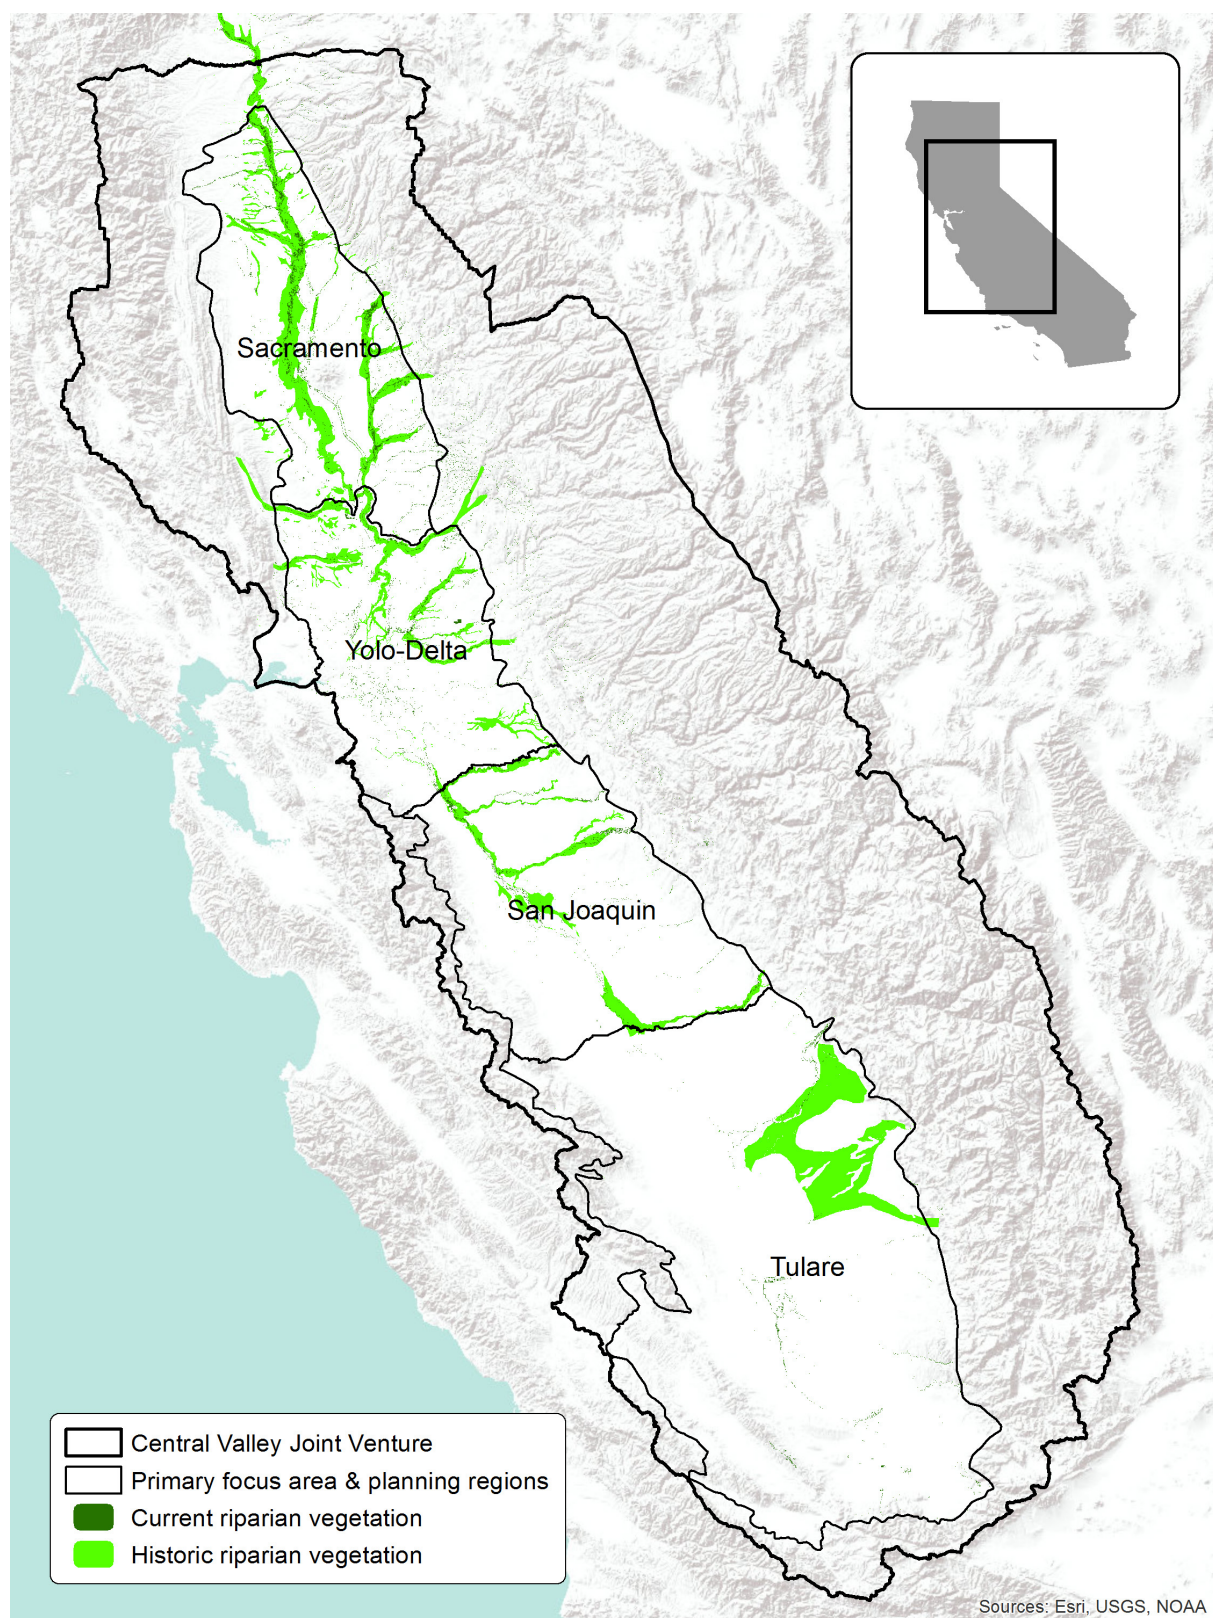 Sacramento
Yolo-Delta
San Joaquin
Tulare
Central Valley Joint Venture
Primary focus area & planning regions
Current riparian vegetation
Historic riparian vegetation
Sources: Esri, USGS, NOAA